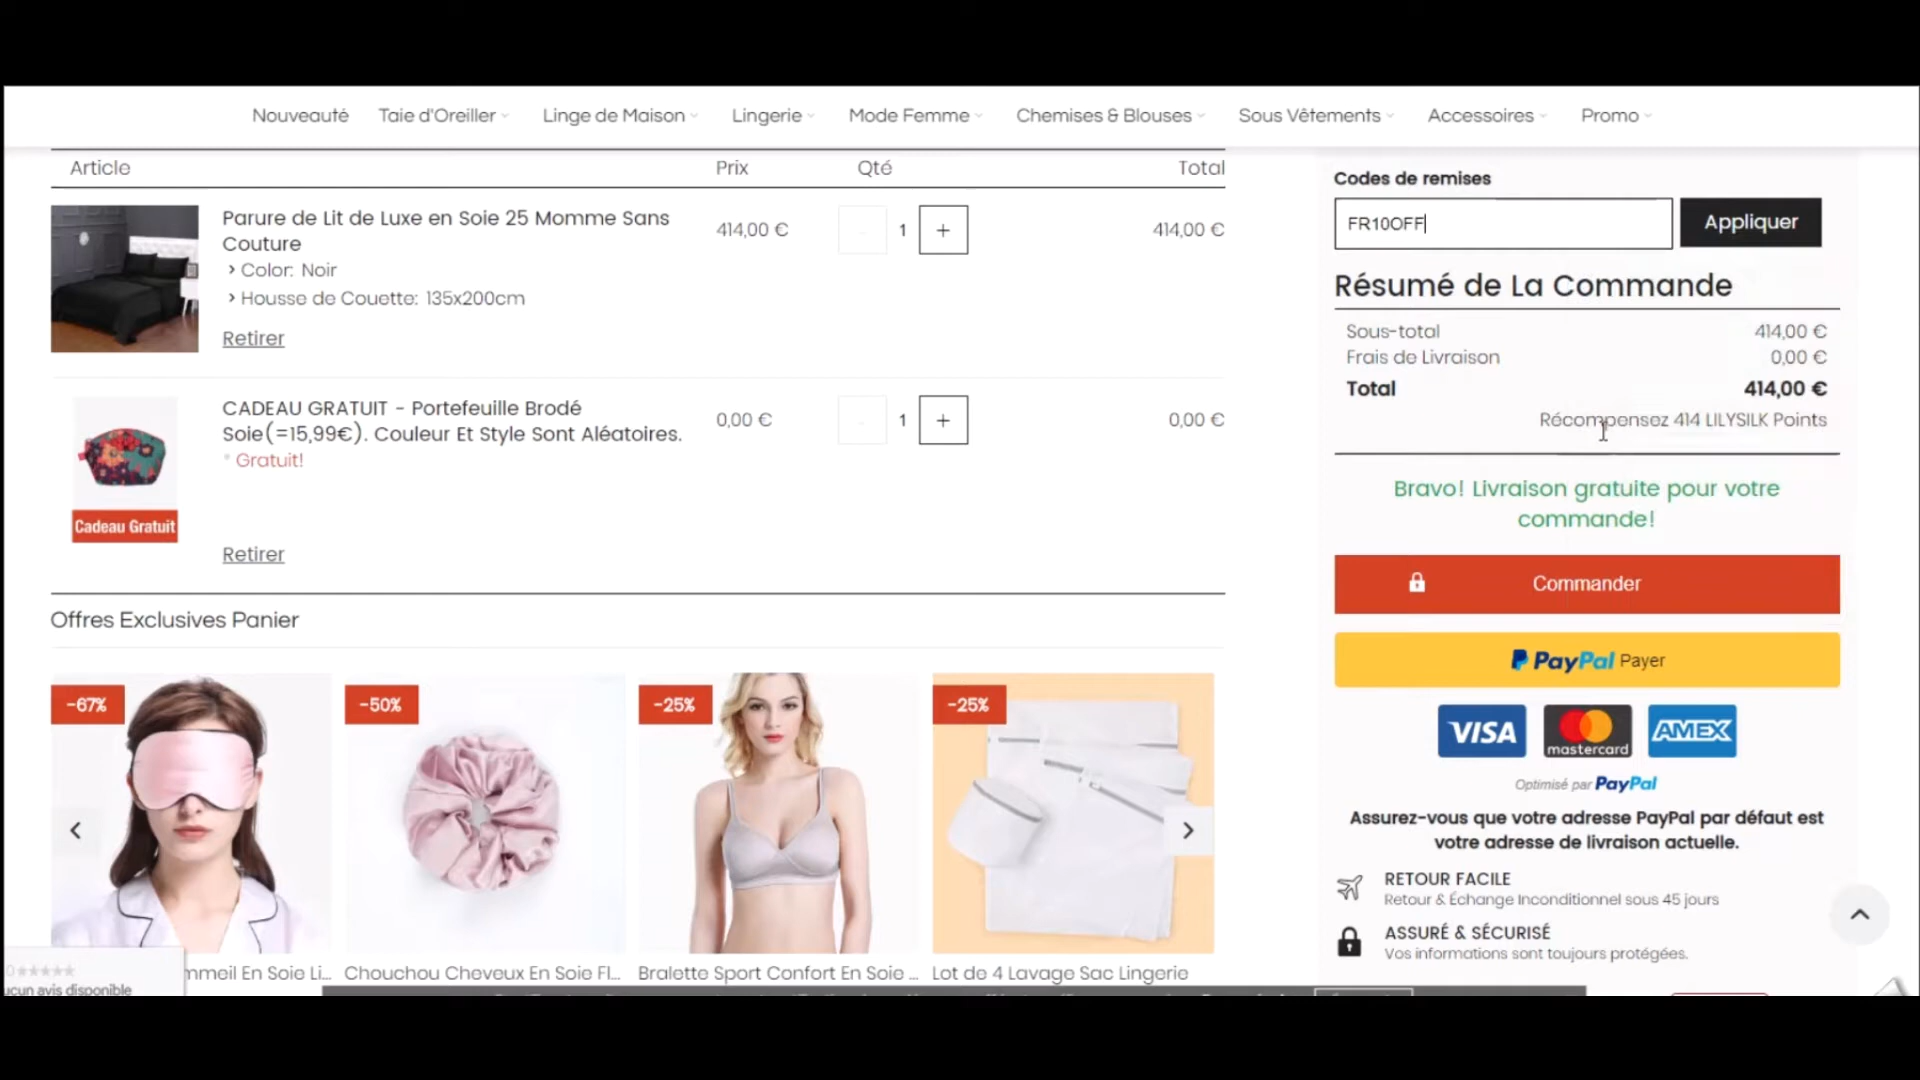 Nouveauté Taie d'Oreiller Linge de Maison Lingerie Mode Femme Chemises & Blouses Sous Vêtements Accessoires Promo
Article Prix Qté Total
Parure de Lit de Luxe en Soie 25 Momme Sans
Couture
414,00 € - 1 + 414,00 €
> Color: Noir
> Housse de Couette: 135x200cm
Retirer
CADEAU GRATUIT - Portefeuille Brodé
Soie(=15,99€). Couleur Et Style Sont Aléatoires.
0,00 € - 1 + 0,00 €
* Gratuit!
Cadeau Gratuit
Retirer
Offres Exclusives Panier
-67% -50% -25% -25%
mmeil En Soie Li... Chouchou Cheveux En Soie Fl... Bralette Sport Confort En Soie ... Lot de 4 Lavage Sac Lingerie
ucun avis disponible
Codes de remises
FR10OFF Appliquer
Résumé de La Commande
Sous-total 414,00 €
Frais de Livraison 0,00 €
Total 414,00 €
Récompensez 414 LILYSILK Points
Bravo! Livraison gratuite pour votre
commande!
Commander
PayPal Payer
VISA mastercard AMEX
Optimisé par PayPal
Assurez-vous que votre adresse PayPal par défaut est
votre adresse de livraison actuelle.
RETOUR FACILE
Retour & Échange Inconditionnel sous 45 jours
ASSURÉ & SÉCURISÉ
Vos informations sont toujours protégées.